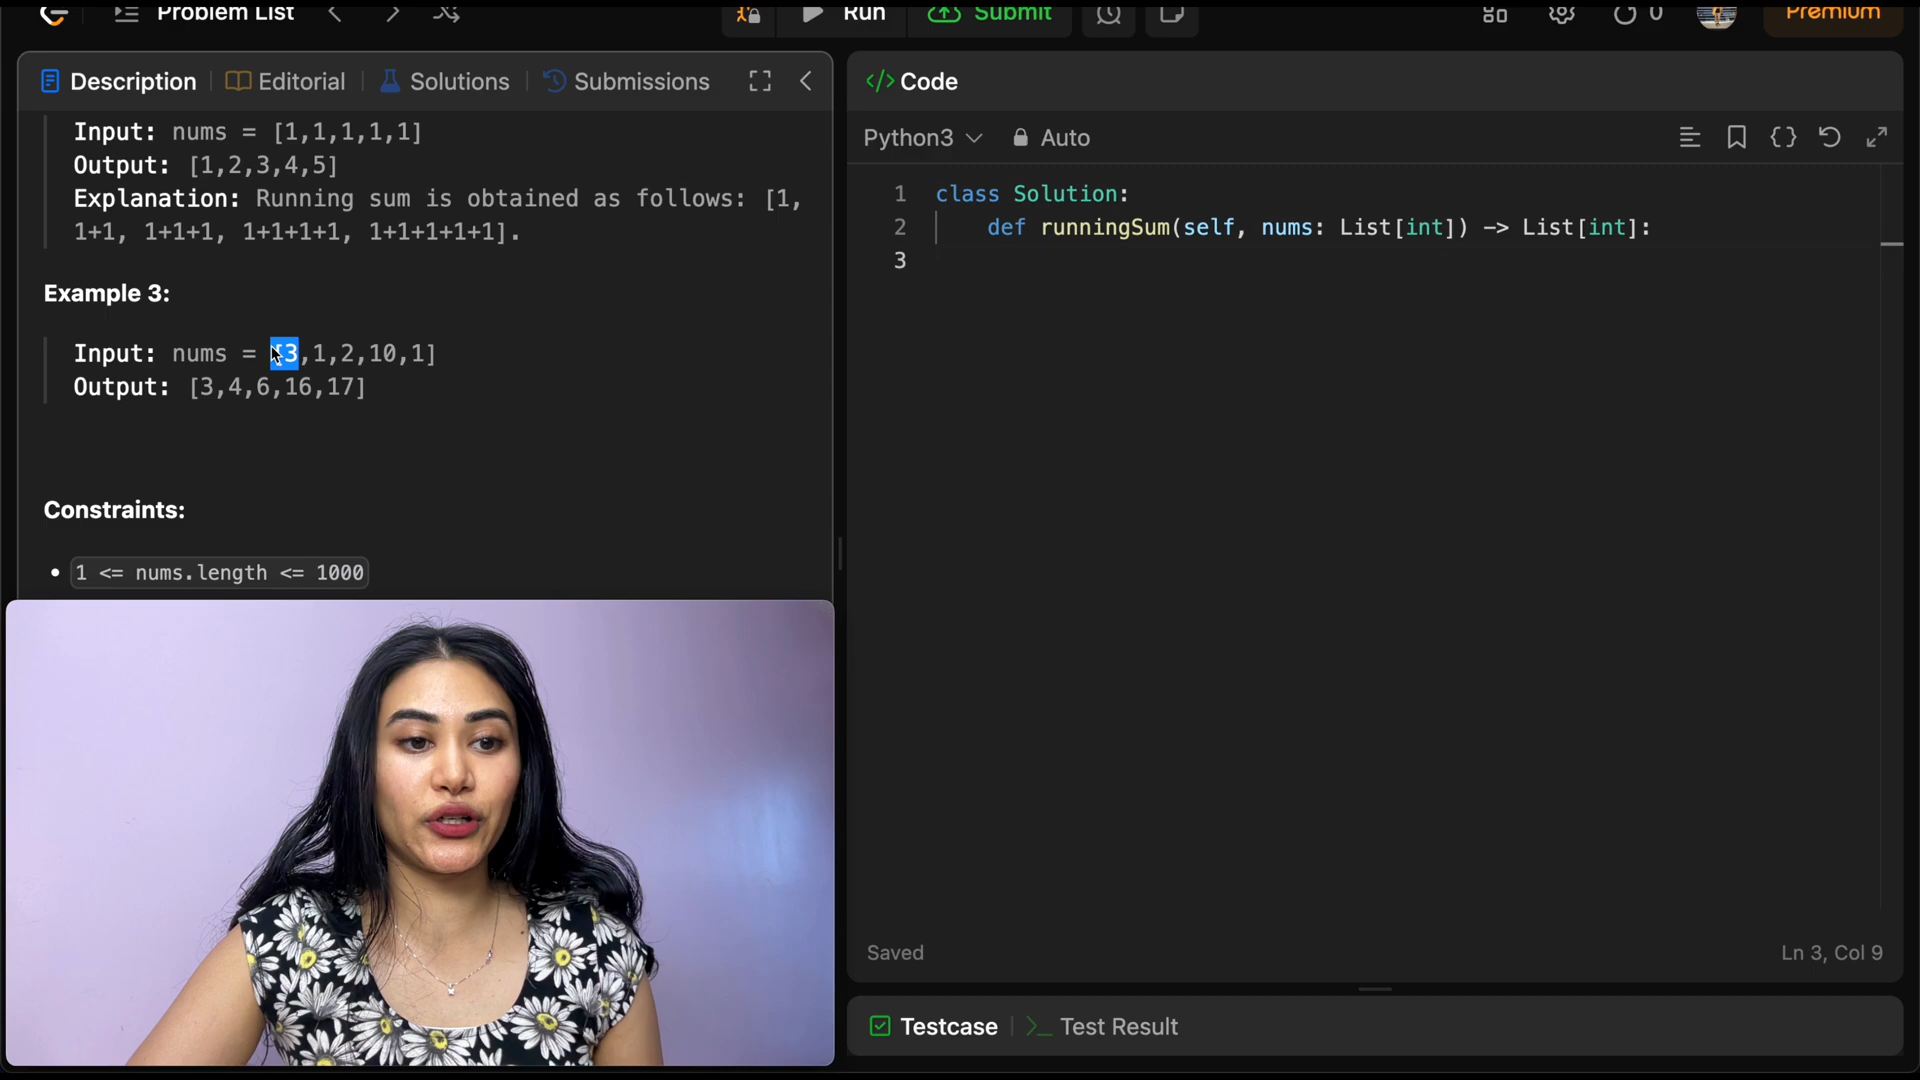 Problem List
Run
Submit
0
Premium
Description
Editorial
Solutions
Submissions
Input: nums = [1,1,1,1,1]
Output: [1,2,3,4,5]
Explanation: Running sum is obtained as follows: [1,
1+1, 1+1+1, 1+1+1+1, 1+1+1+1+1].
Example 3:
Input: nums = [3,1,2,10,1]
Output: [3,4,6,16,17]
Constraints:
1 <= nums.length <= 1000
</> Code
Python3
Auto
1 class Solution:
2 def runningSum(self, nums: List[int]) -> List[int]:
3
Saved
Ln 3, Col 9
Testcase
Test Result